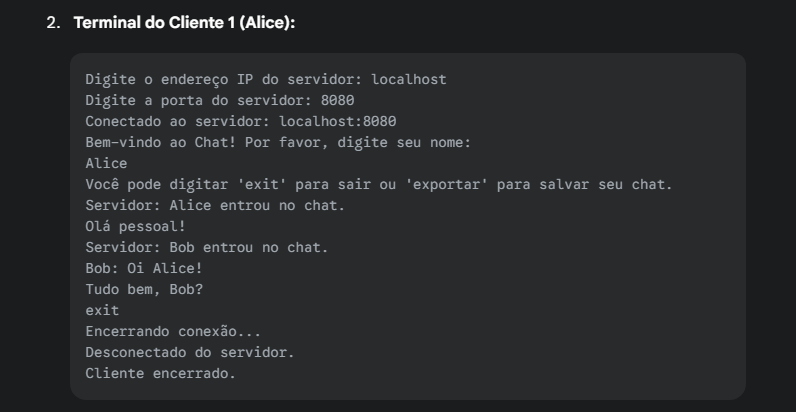 2. Terminal do Cliente 1 (Alice):
Digite o endereço IP do servidor: localhost
Digite a porta do servidor: 8080
Conectado ao servidor: localhost:8080
Bem-vindo ao Chat! Por favor, digite seu nome:
Alice
Você pode digitar 'exit' para sair ou 'exportar' para salvar seu chat.
Servidor: Alice entrou no chat.
Olá pessoal!
Servidor: Bob entrou no chat.
Bob: Oi Alice!
Tudo bem, Bob?
exit
Encerrando conexão...
Desconectado do servidor.
Cliente encerrado.